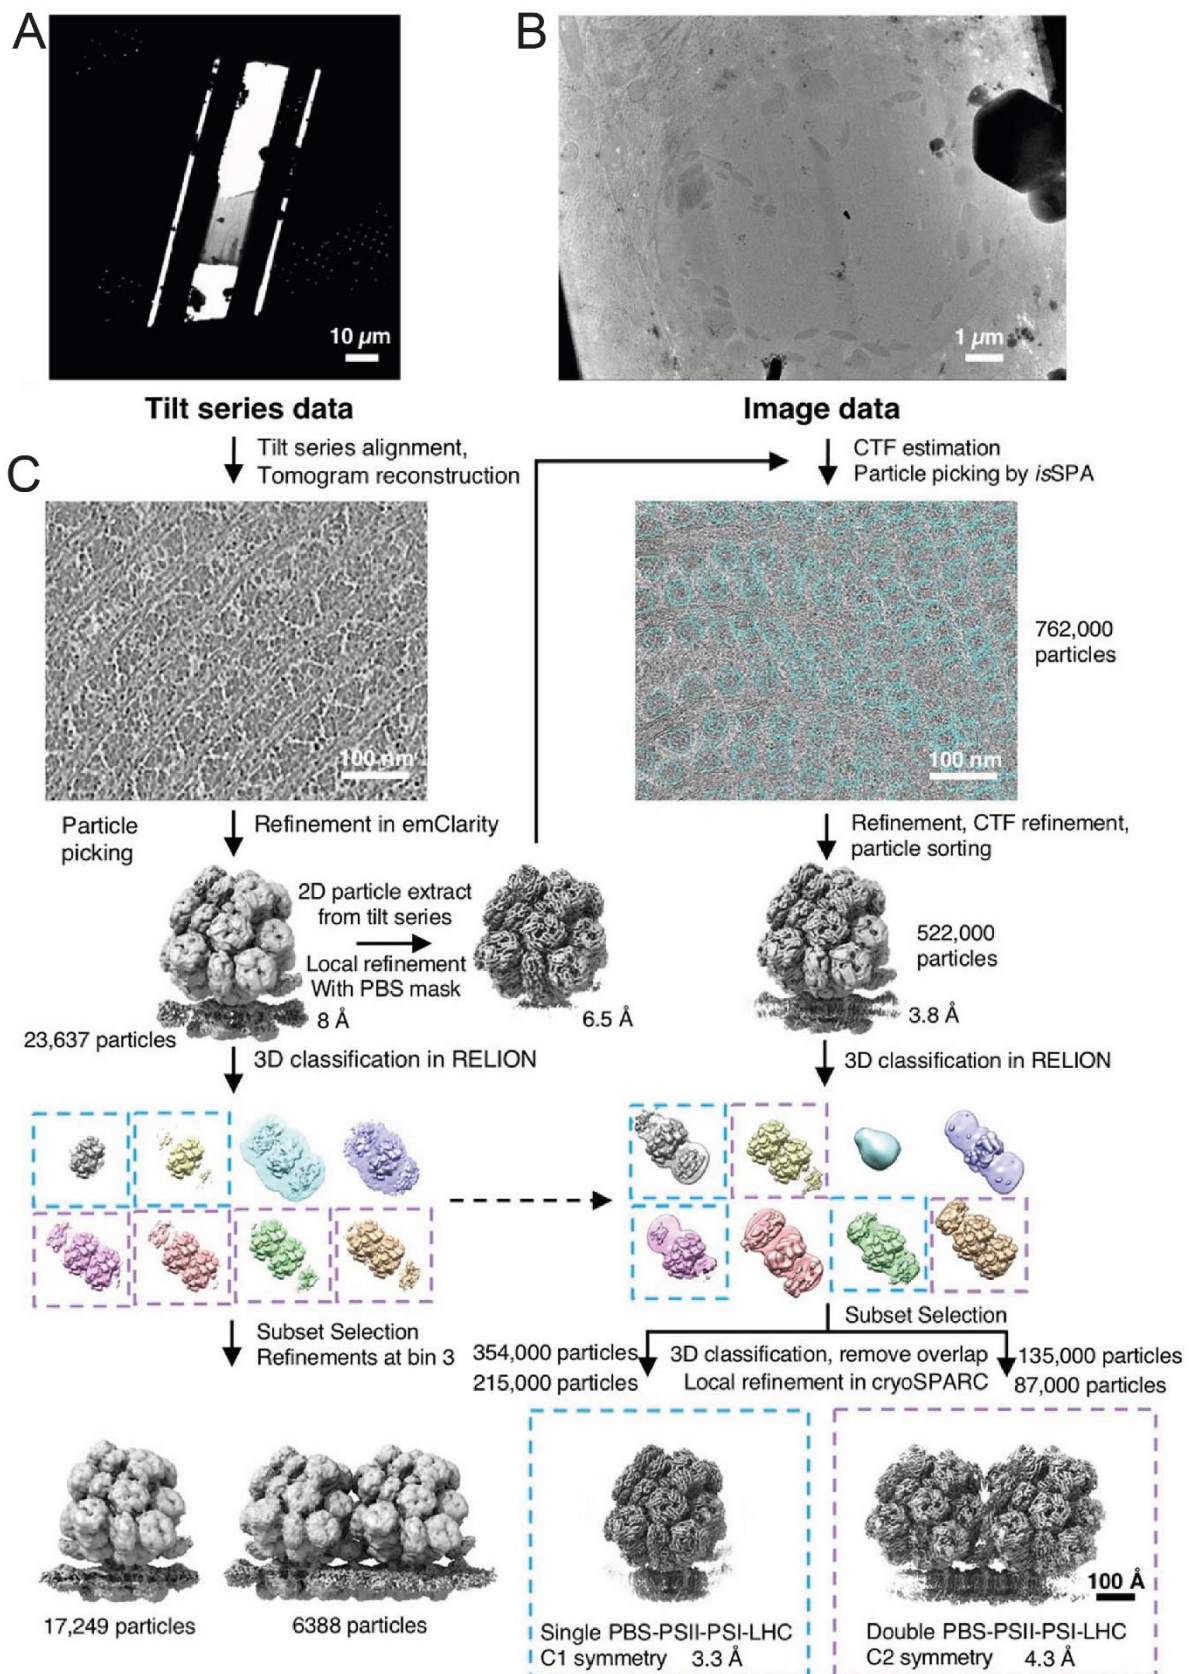 A
B
10 µm
1 µm
Tilt series data
Image data
Tilt series alignment,
Tomogram reconstruction
CTF estimation
Particle picking by isSPA
C
100 nm
100 nm
762,000
particles
Particle
picking
Refinement in emClarity
Refinement, CTF refinement,
particle sorting
2D particle extract
from tilt series
Local refinement
With PBS mask
522,000
particles
8 Å
6.5 Å
3.8 Å
23,637 particles
3D classification in RELION
3D classification in RELION
Subset Selection
Refinements at bin 3
Subset Selection
354,000 particles
215,000 particles
3D classification, remove overlap
Local refinement in cryoSPARC
135,000 particles
87,000 particles
100 Å
17,249 particles
6388 particles
Single PBS-PSII-PSI-LHC
C1 symmetry 3.3 Å
Double PBS-PSII-PSI-LHC
C2 symmetry 4.3 Å